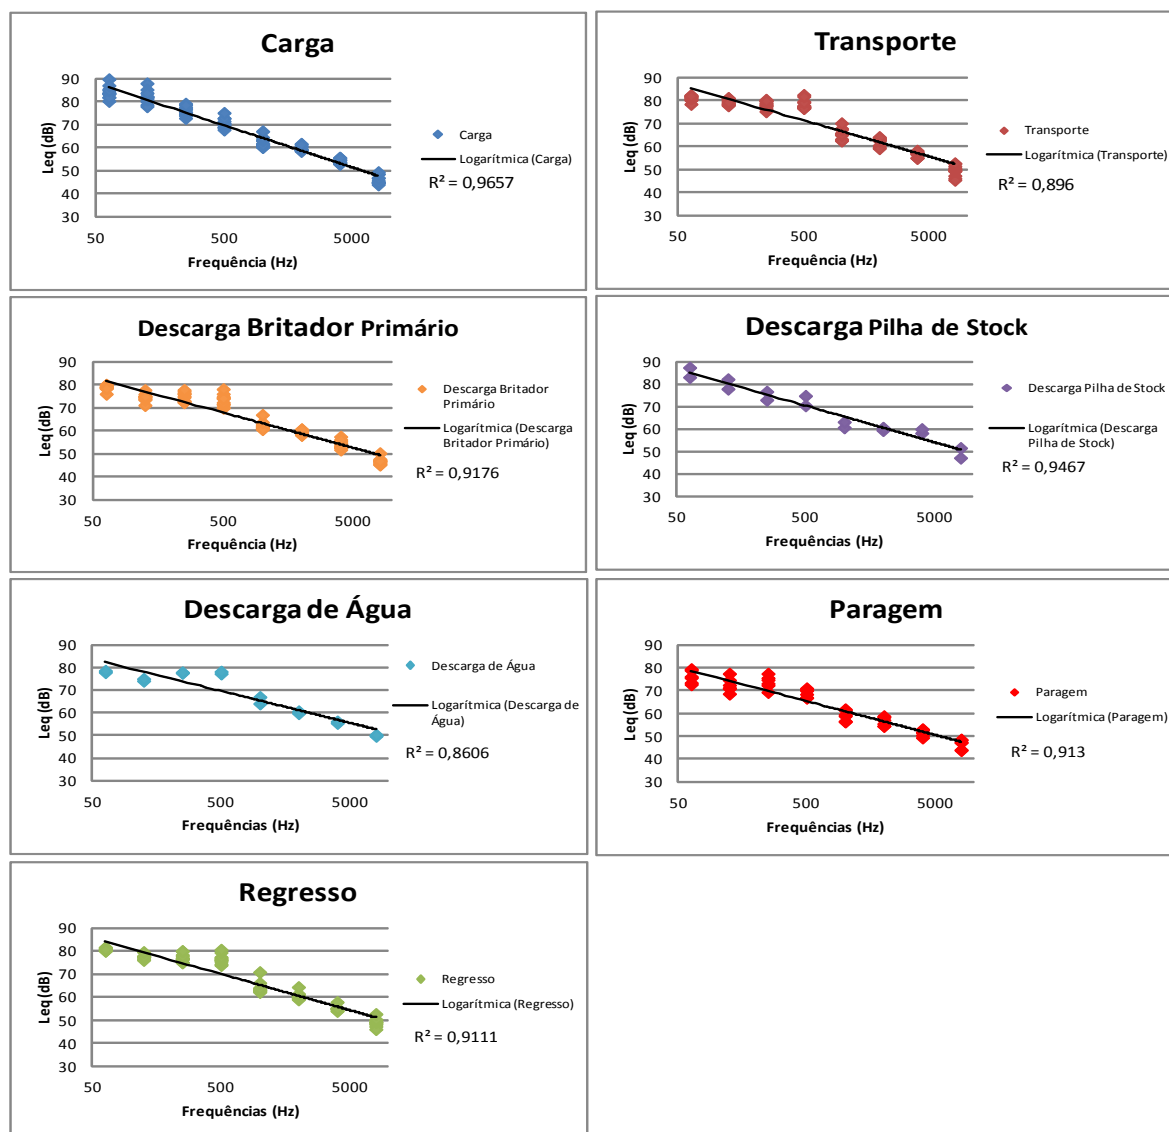 Carga
90
80
70
60
50
40
30
Leq (dB)
50 500 5000
Frequência (Hz)
Carga
Logarítmica (Carga)
R² = 0,9657
Transporte
90
80
70
60
50
40
30
Leq (dB)
50 500 5000
Frequência (Hz)
Transporte
Logarítmica (Transporte)
R² = 0,896
Descarga Britador Primário
90
80
70
60
50
40
30
Leq (dB)
50 500 5000
Frequência (Hz)
Descarga Britador
Primário
Logarítmica (Descarga
Britador Primário)
R² = 0,9176
Descarga Pilha de Stock
90
80
70
60
50
40
30
Leq (dB)
50 500 5000
Frequências (Hz)
Descarga Pilha de Stock
Logarítmica (Descarga
Pilha de Stock)
R² = 0,9467
Descarga de Água
90
80
70
60
50
40
30
Leq (dB)
50 500 5000
Frequências (Hz)
Descarga de Água
Logarítmica (Descarga de
Água)
R² = 0,8606
Paragem
90
80
70
60
50
40
30
Leq (dB)
50 500 5000
Frequências (Hz)
Paragem
Logarítmica (Paragem)
R² = 0,913
Regresso
90
80
70
60
50
40
30
Leq (dB)
50 500 5000
Frequências (Hz)
Regresso
Logarítmica (Regresso)
R² = 0,9111